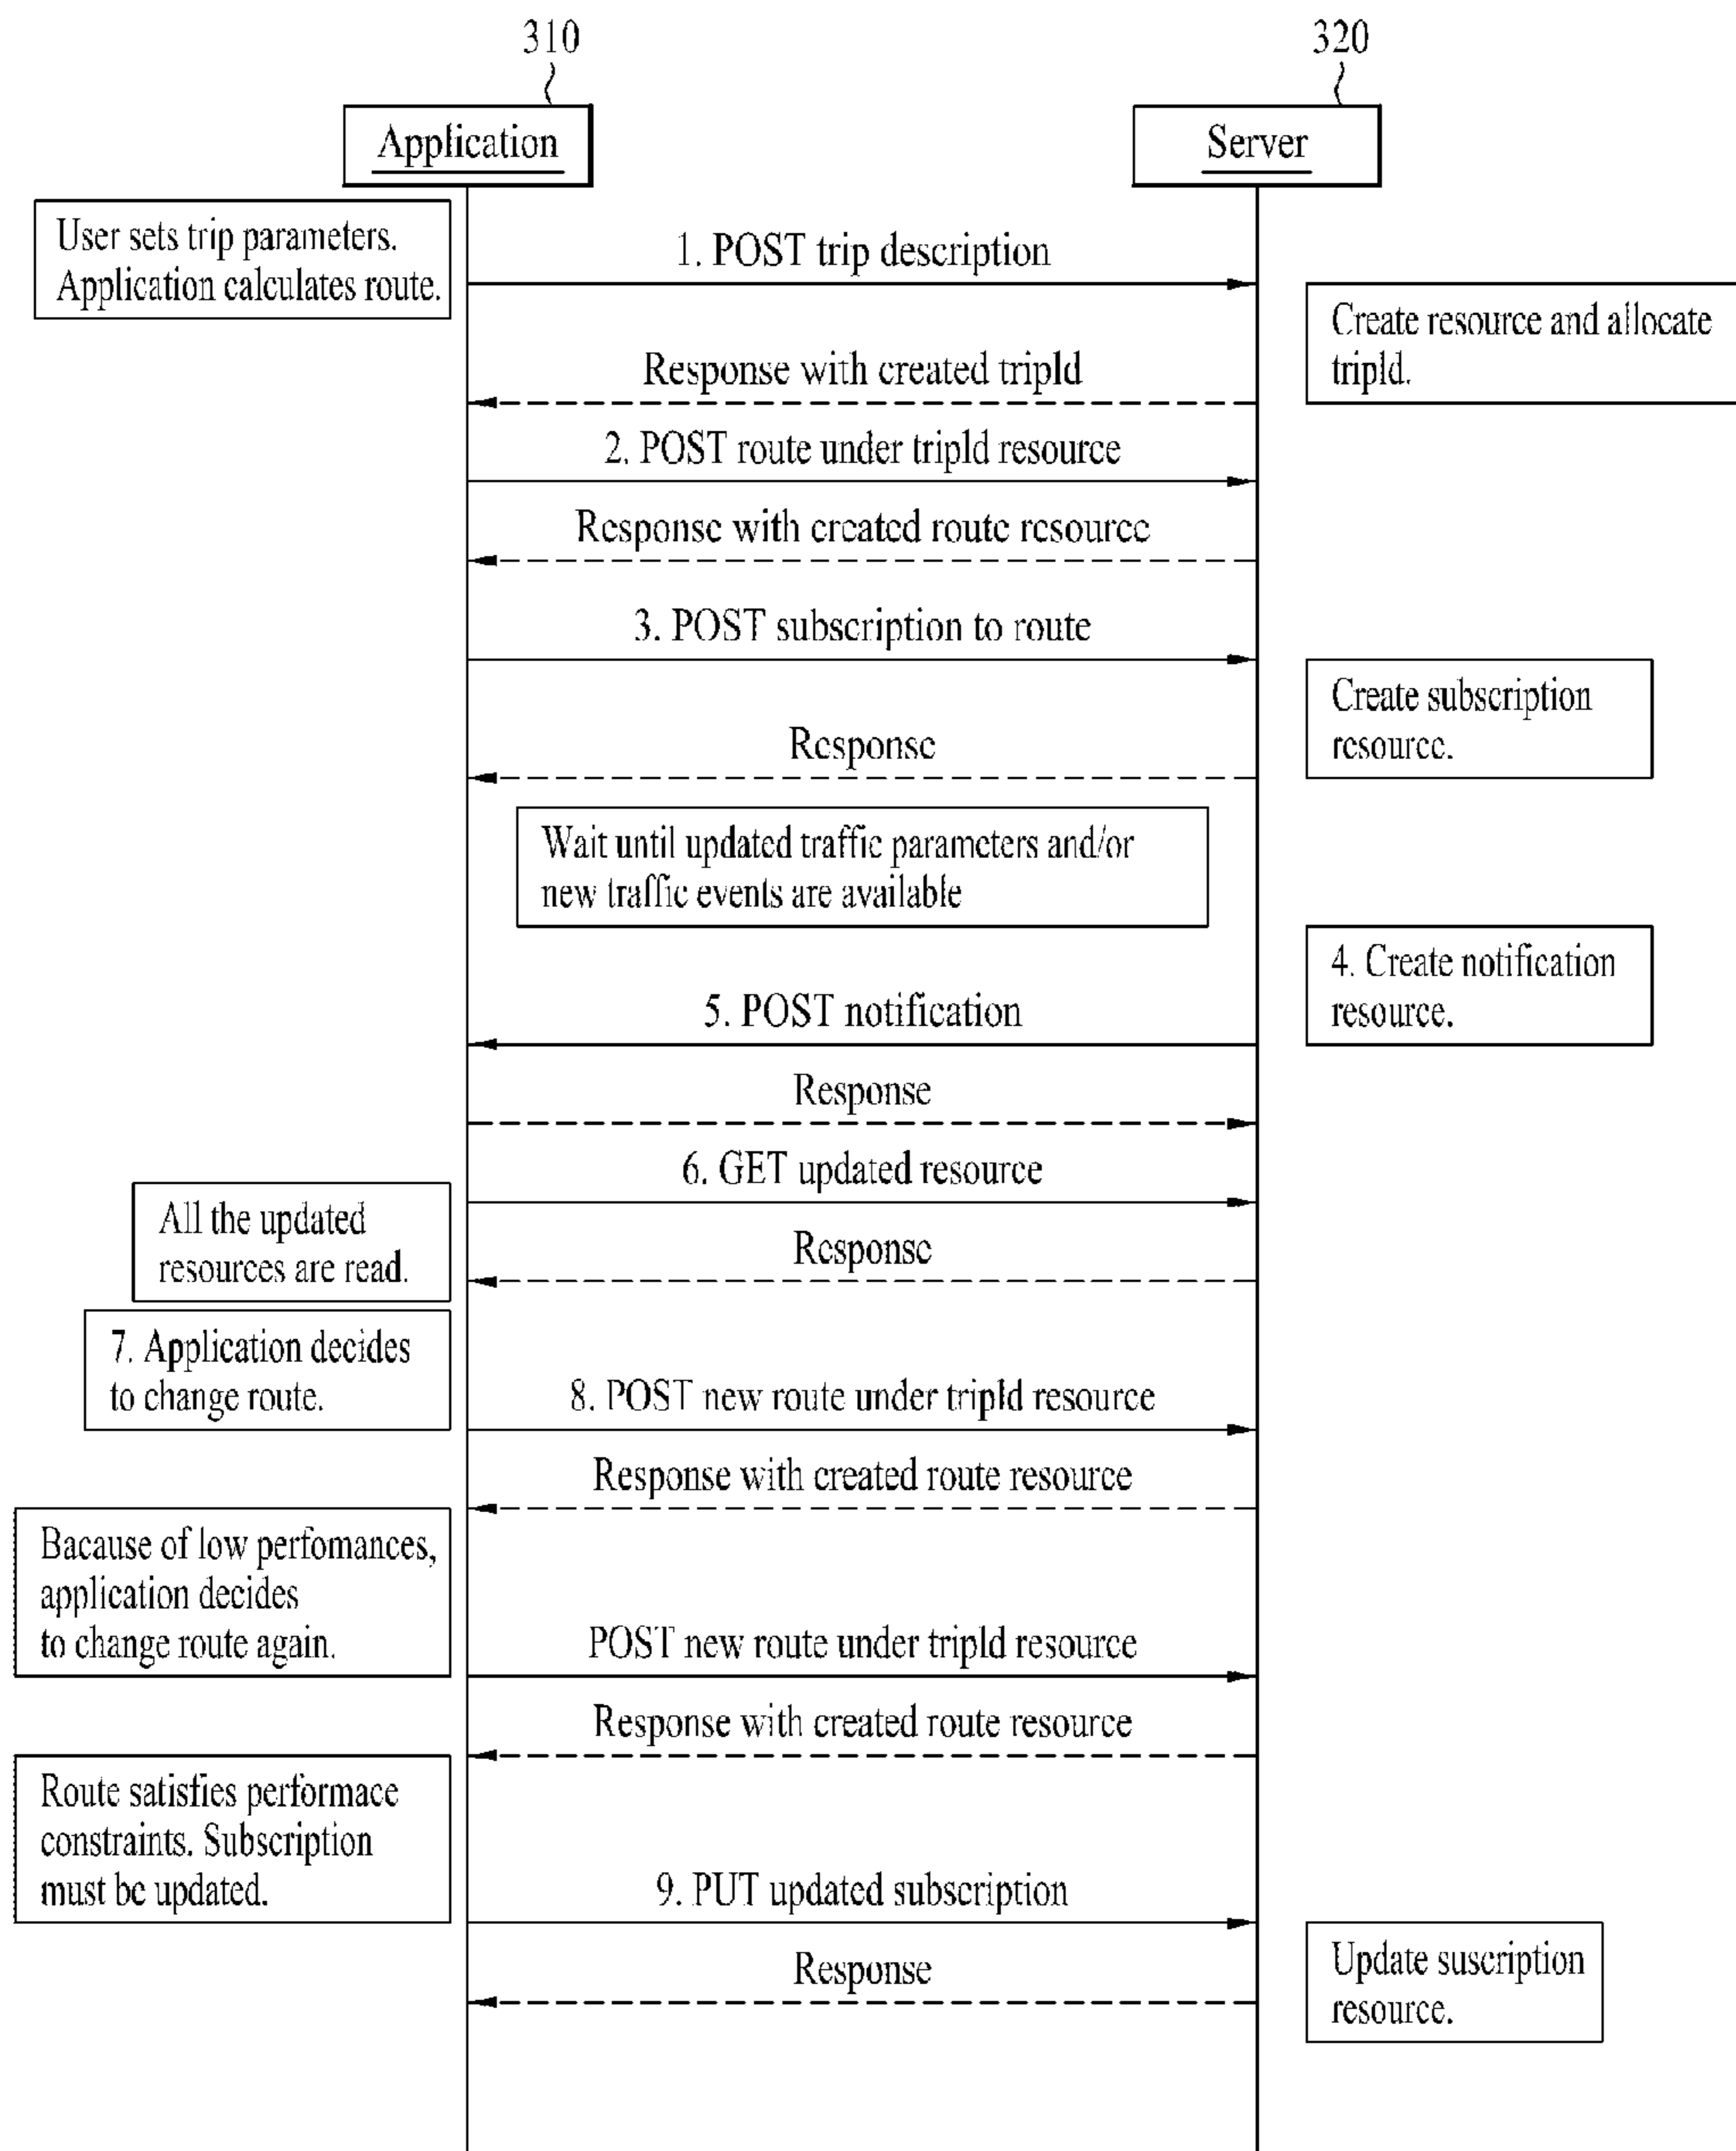 310
320
Application
Server
User sets trip parameters.
Application calculates route.
1. POST trip description
Create resource and allocate
tripId.
Response with created tripId
2. POST route under tripId resource
Response with created route resource
3. POST subscription to route
Create subscription
resource.
Response
Wait until updated traffic parameters and/or
new traffic events are available
4. Create notification
resource.
5. POST notification
Response
6. GET updated resource
All the updated
resources are read.
Response
7. Application decides
to change route.
8. POST new route under tripId resource
Response with created route resource
Bacause of low perfomances,
application decides
to change route again.
POST new route under tripId resource
Response with created route resource
Route satisfies performace
constraints. Subscription
must be updated.
9. PUT updated subscription
Update suscription
resource.
Response